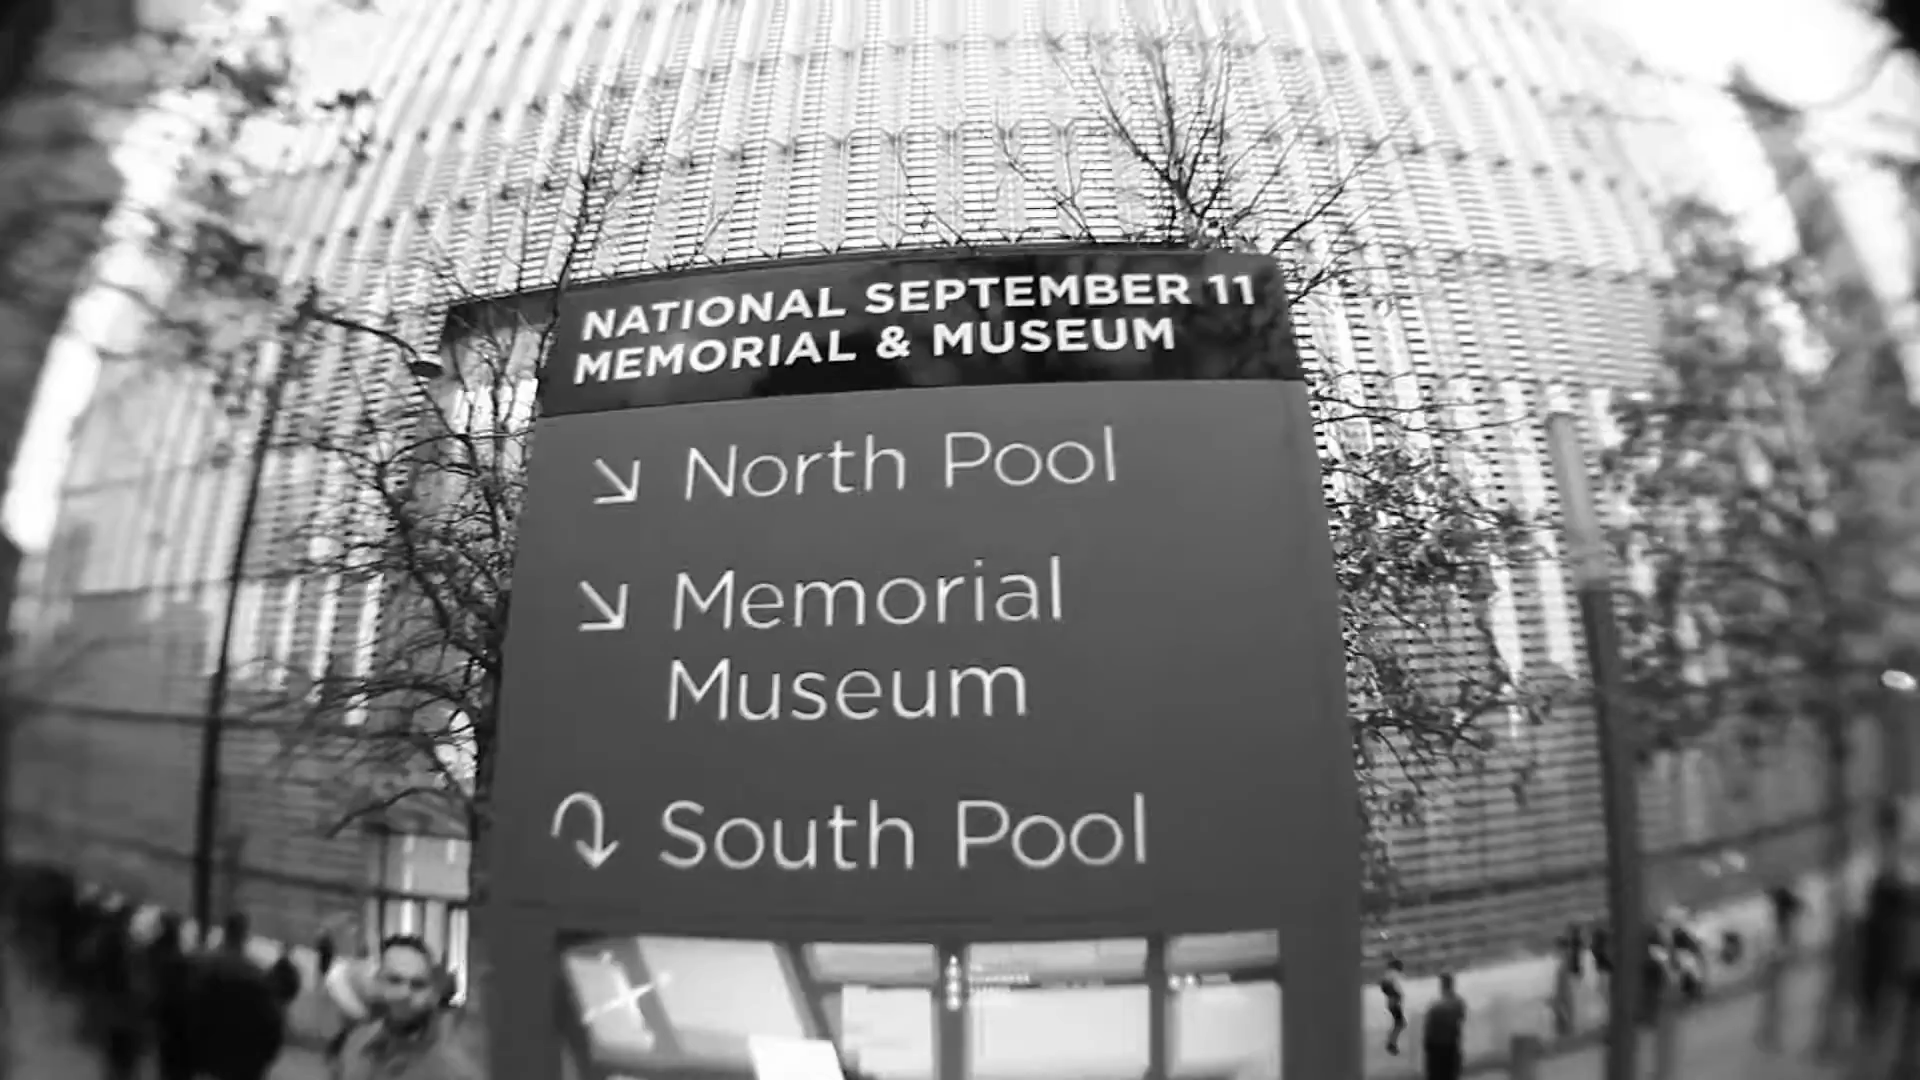 NATIONAL SEPTEMBER 11
MEMORIAL & MUSEUM
North Pool
Memorial
Museum
South Pool